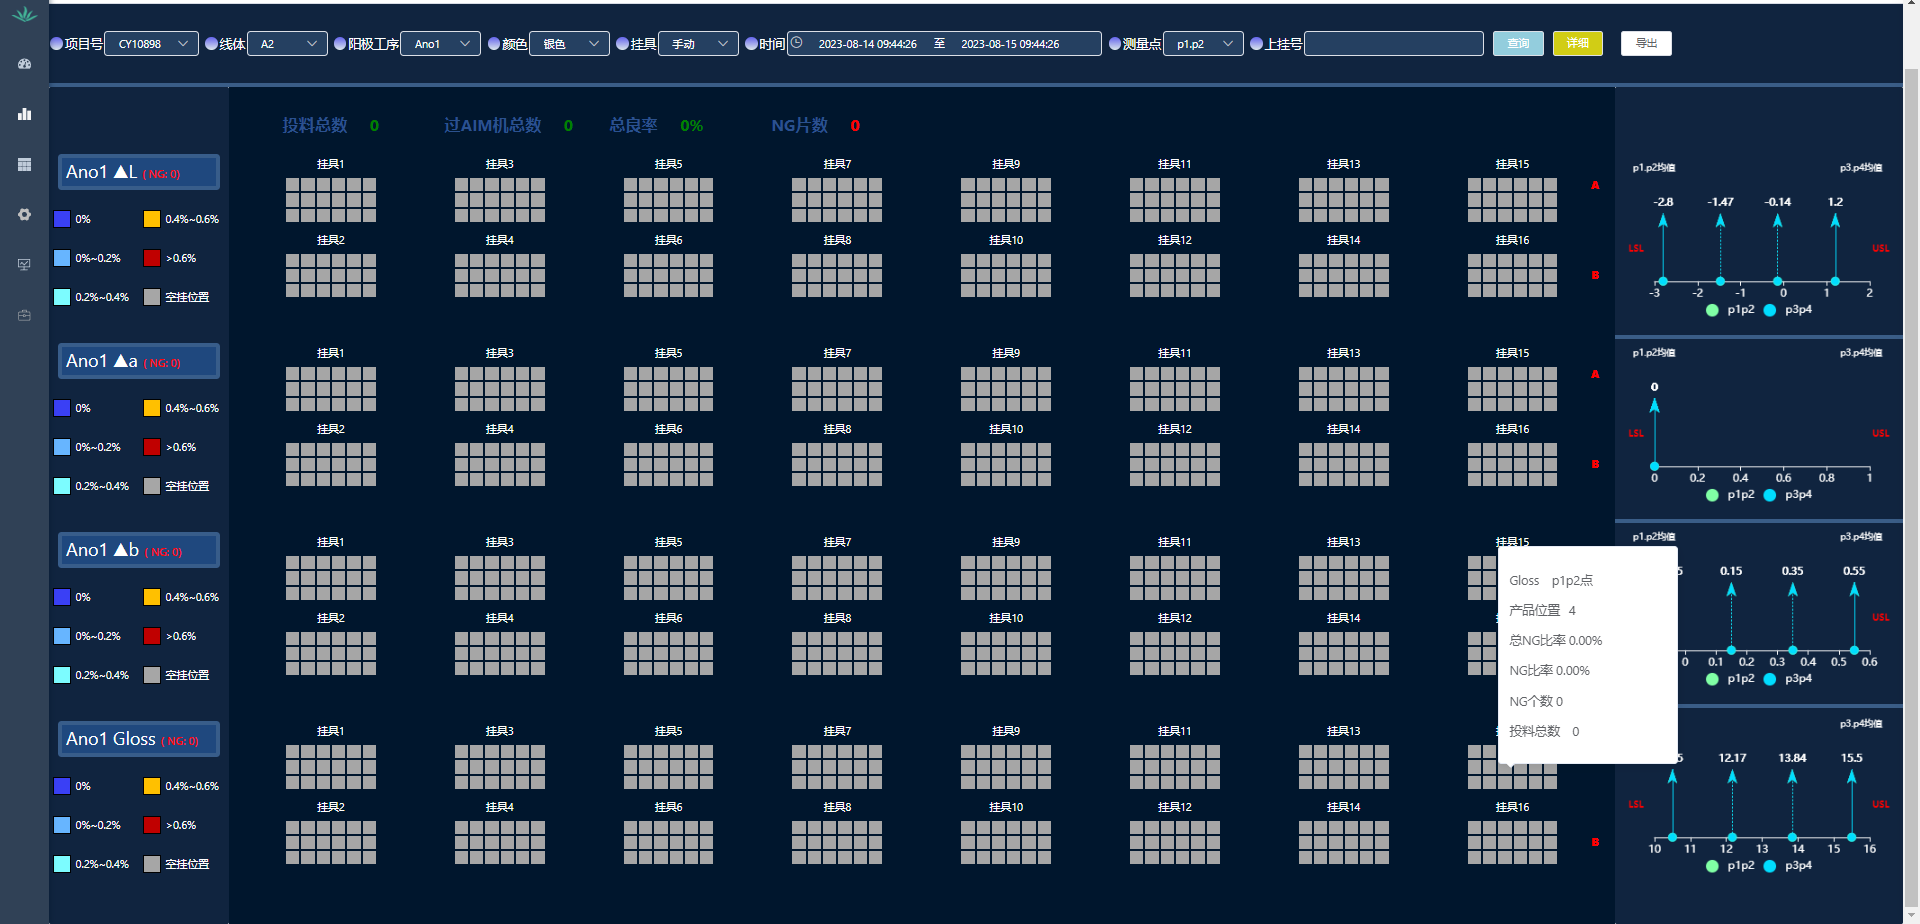 项目号 CY10898 线体 A2 阳极工序 Ano1 颜色 银色 挂具 手动 时间 2023-08-14 09:44:26 至 2023-08-15 09:44:26 测量点 p1.p2 上挂号 查询 详细 导出
投料总数 0 过AIM机总数 0 总良率 0% NG片数 0
Ano1 ▲L ( NG: 0)
0% 0.4%~0.6%
0%~0.2% >0.6%
0.2%~0.4% 空挂位置
挂具1 挂具3 挂具5 挂具7 挂具9 挂具11 挂具13 挂具15
A
挂具2 挂具4 挂具6 挂具8 挂具10 挂具12 挂具14 挂具16
B
p1.p2均值 p3.p4均值
-2.8 -1.47 -0.14 1.2
LSL USL
-3 -2 -1 0 1 2
p1p2 p3p4
Ano1 ▲a ( NG: 0)
0% 0.4%~0.6%
0%~0.2% >0.6%
0.2%~0.4% 空挂位置
挂具1 挂具3 挂具5 挂具7 挂具9 挂具11 挂具13 挂具15
A
挂具2 挂具4 挂具6 挂具8 挂具10 挂具12 挂具14 挂具16
B
p1.p2均值 p3.p4均值
0
LSL USL
0 0.2 0.4 0.6 0.8 1
p1p2 p3p4
Ano1 ▲b ( NG: 0)
0% 0.4%~0.6%
0%~0.2% >0.6%
0.2%~0.4% 空挂位置
挂具1 挂具3 挂具5 挂具7 挂具9 挂具11 挂具13 挂具15
挂具2 挂具4 挂具6 挂具8 挂具10 挂具12 挂具14
p1.p2均值 p3.p4均值
5 0.15 0.35 0.55
USL
0 0.1 0.2 0.3 0.4 0.5 0.6
p1p2 p3p4
Gloss p1p2点
产品位置 4
总NG比率 0.00%
NG比率 0.00%
NG个数 0
投料总数 0
Ano1 Gloss ( NG: 0)
0% 0.4%~0.6%
0%~0.2% >0.6%
0.2%~0.4% 空挂位置
挂具1 挂具3 挂具5 挂具7 挂具9 挂具11 挂具13
挂具2 挂具4 挂具6 挂具8 挂具10 挂具12 挂具14 挂具16
B
p3.p4均值
5 12.17 13.84 15.5
LSL USL
10 11 12 13 14 15 16
p1p2 p3p4